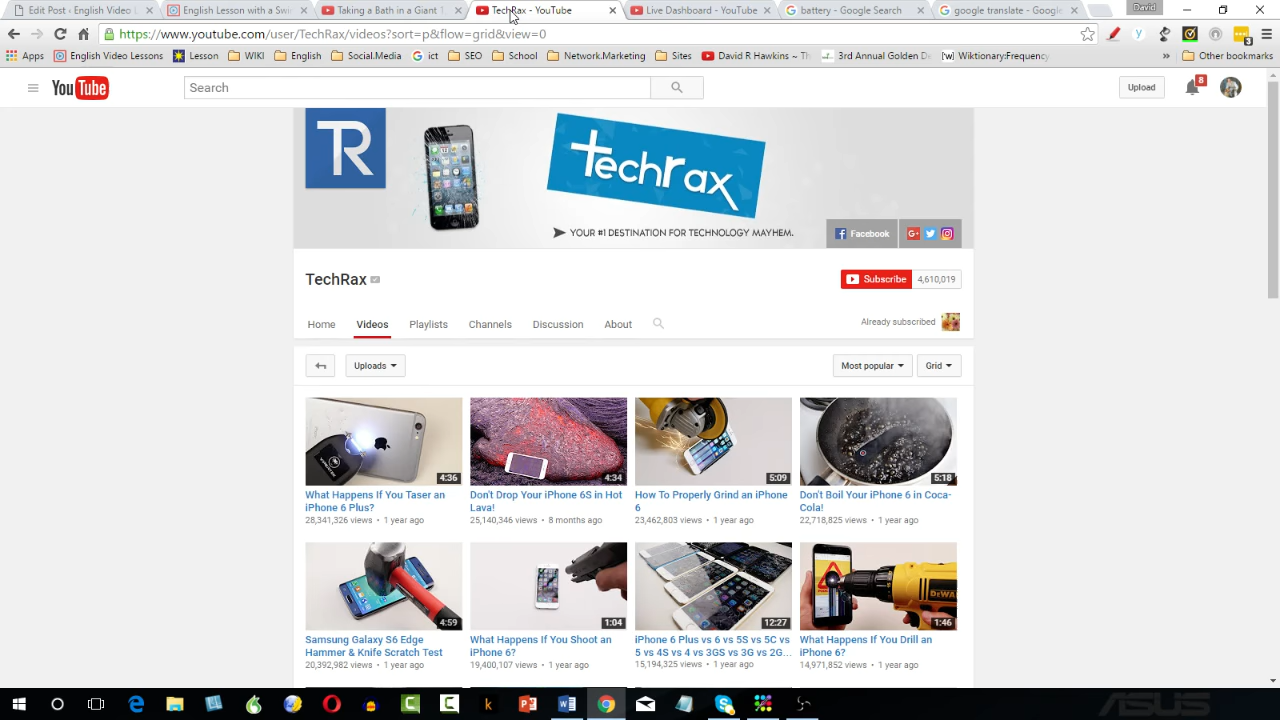 Edit Post ‹ English Video L
English Lesson with a Swi
Taking a Bath in a Giant
TechRax - YouTube
Live Dashboard - YouTube
battery - Google Search
google translate - Google
David
https://www.youtube.com/user/TechRax/videos?sort=p&flow=grid&view=0
3
Apps
English Video Lessons
Lesson
WIKI
English
Social.Media
ict
SEO
School
Network.Marketing
Sites
David R Hawkins ~ Th
3rd Annual Golden De
Wiktionary:Frequency
»
Other bookmarks
YouTube
Search
Upload
8
TR
techrax
YOUR #1 DESTINATION FOR TECHNOLOGY MAYHEM.
Facebook
TechRax
Subscribe
4,610,019
Home
Videos
Playlists
Channels
Discussion
About
Already subscribed
Uploads
Most popular
Grid
4:36
4:34
5:09
5:18
What Happens If You Taser an
iPhone 6 Plus?
28,341,326 views • 1 year ago
Don't Drop Your iPhone 6S in Hot
Lava!
25,140,346 views • 8 months ago
How To Properly Grind an iPhone
6
23,462,803 views • 1 year ago
Don't Boil Your iPhone 6 in Coca-
Cola!
22,718,825 views • 1 year ago
4:59
1:04
12:27
DEWALT
1:46
Samsung Galaxy S6 Edge
Hammer & Knife Scratch Test
20,392,982 views • 1 year ago
What Happens If You Shoot an
iPhone 6?
19,400,107 views • 1 year ago
iPhone 6 Plus vs 6 vs 5S vs 5C vs
5 vs 4S vs 4 vs 3GS vs 3G vs 2G...
15,194,325 views • 1 year ago
What Happens If You Drill an
iPhone 6?
14,971,852 views • 1 year ago
ASUS